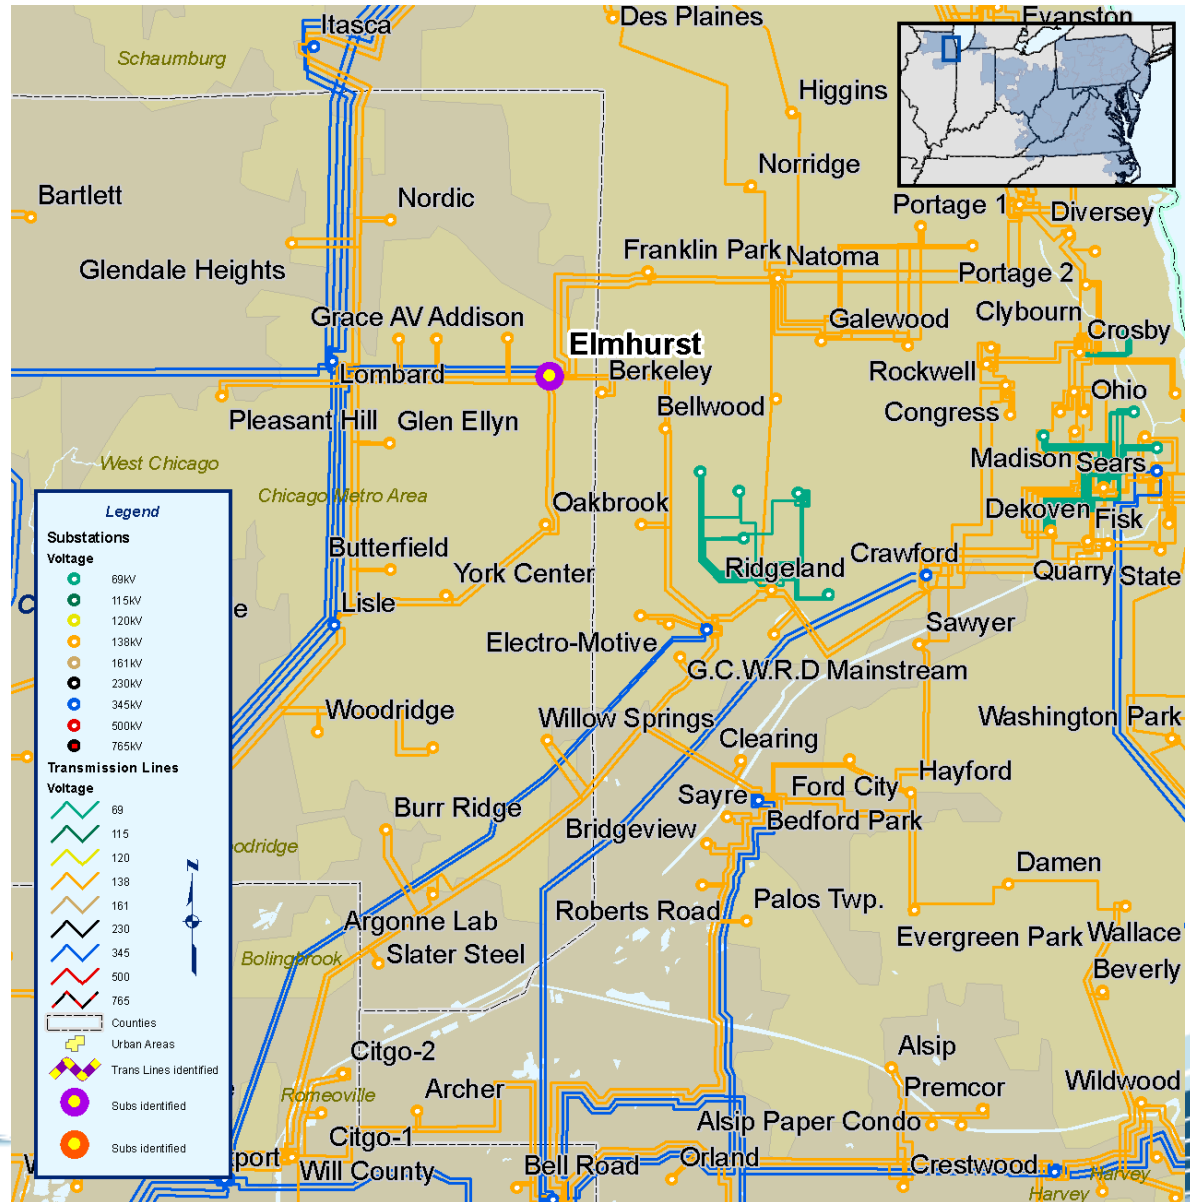 Itasca
Des Plaines
Evanston
Schaumburg
Higgins
Norridge
Bartlett
Nordic
Portage 1
Diversey
Franklin Park
Natoma
Glendale Heights
Portage 2
Grace AV Addison
Galewood
Clybourn
Crosby
Elmhurst
Lombard
Berkeley
Rockwell
Ohio
Pleasant Hill
Glen Ellyn
Bellwood
Congress
West Chicago
Madison
Sears
Chicago Metro Area
Oakbrook
Dekoven
Fisk
Butterfield
York Center
Ridgeland
Crawford
Quarry
State
Lisle
Electro-Motive
Sawyer
G.C.W.R.D Mainstream
Woodridge
Willow Springs
Clearing
Washington Park
Sayre
Ford City
Hayford
Burr Ridge
Bridgeview
Bedford Park
odridge
Damen
Argonne Lab
Roberts Road
Palos Twp.
Evergreen Park
Wallace
Bolingbrook
Slater Steel
Beverly
Citgo-2
Alsip
Romeoville
Archer
Premcor
Wildwood
Citgo-1
Alsip Paper Condo
port
Will County
Bell Road
Orland
Crestwood
Harvey
Harvey
C
e
Legend
Substations
Voltage
69kV
115kV
120kV
138kV
161kV
230kV
345kV
500kV
765kV
Transmission Lines
Voltage
69
115
120
138
161
230
345
500
765
Counties
Urban Areas
Trans Lines identified
Subs identified
Subs identified
N